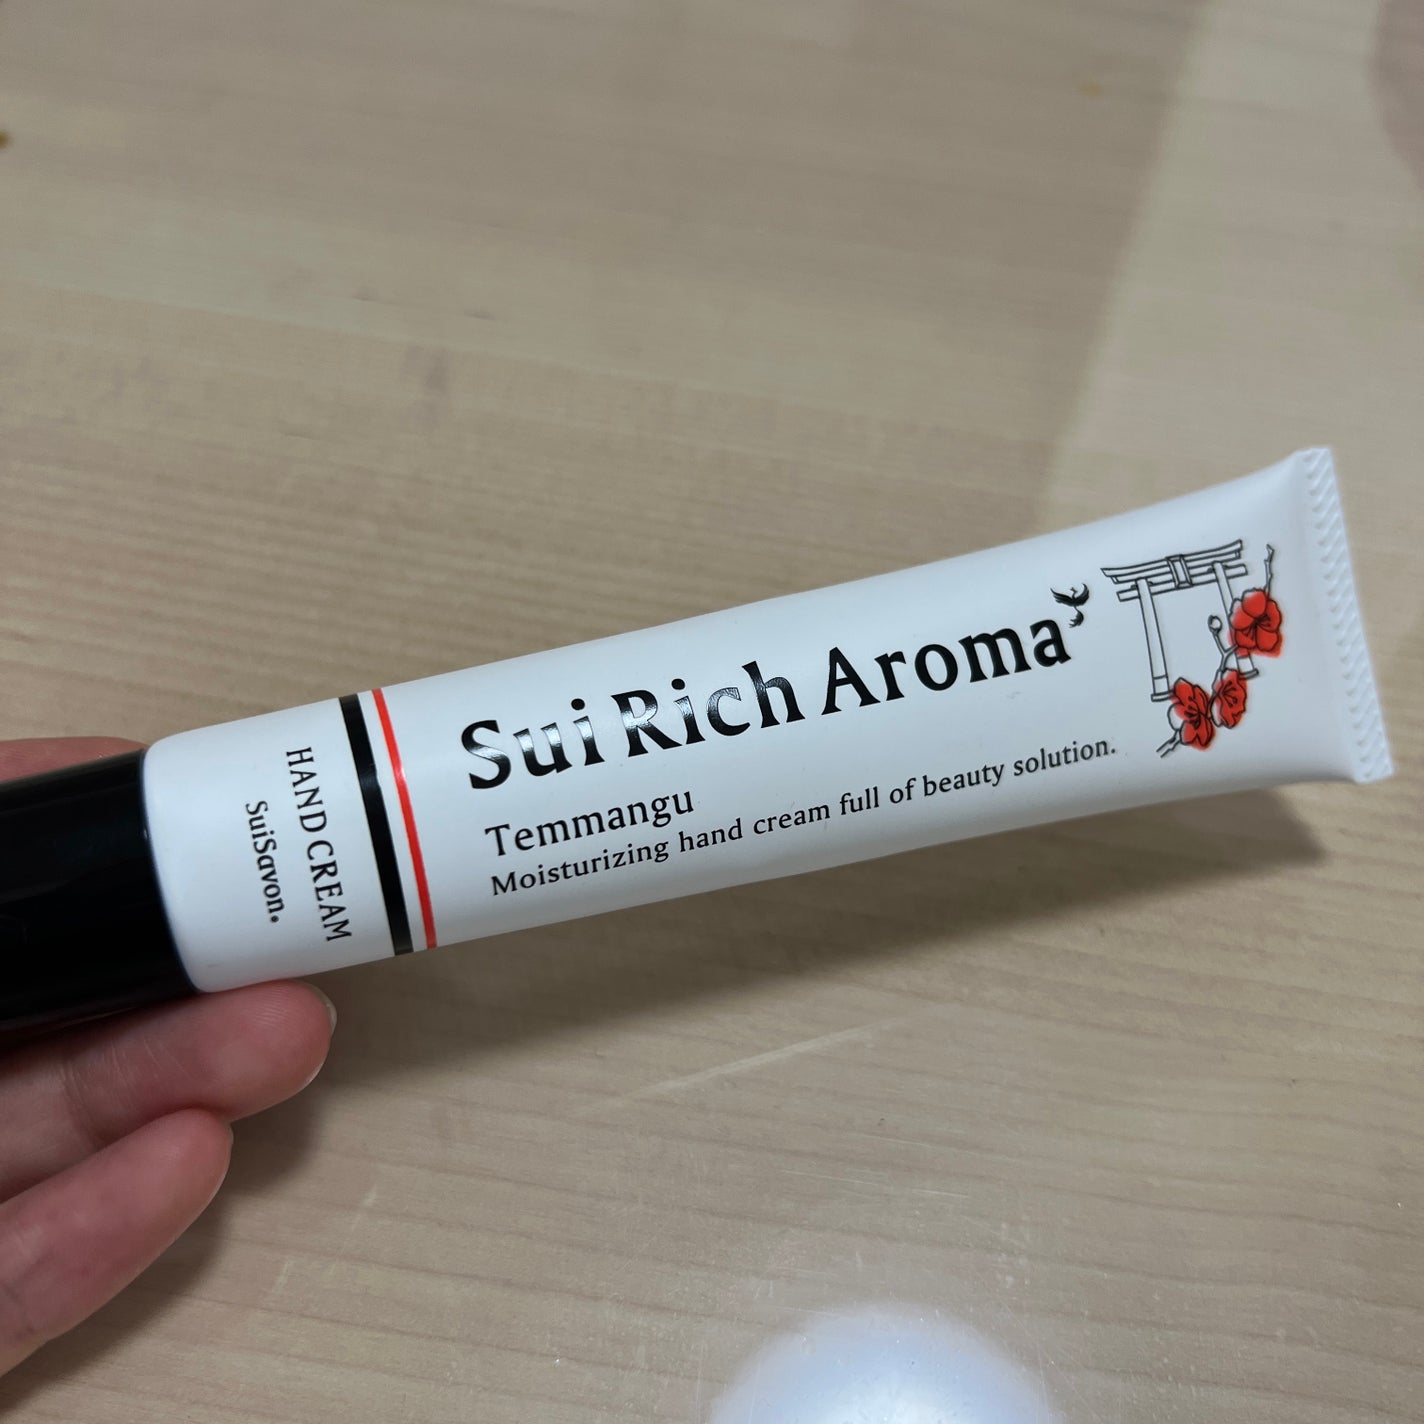 Sui Rich Aroma
Temmangu
Moisturizing hand cream full of beauty solution.
HAND CREAM
SuiSavon.